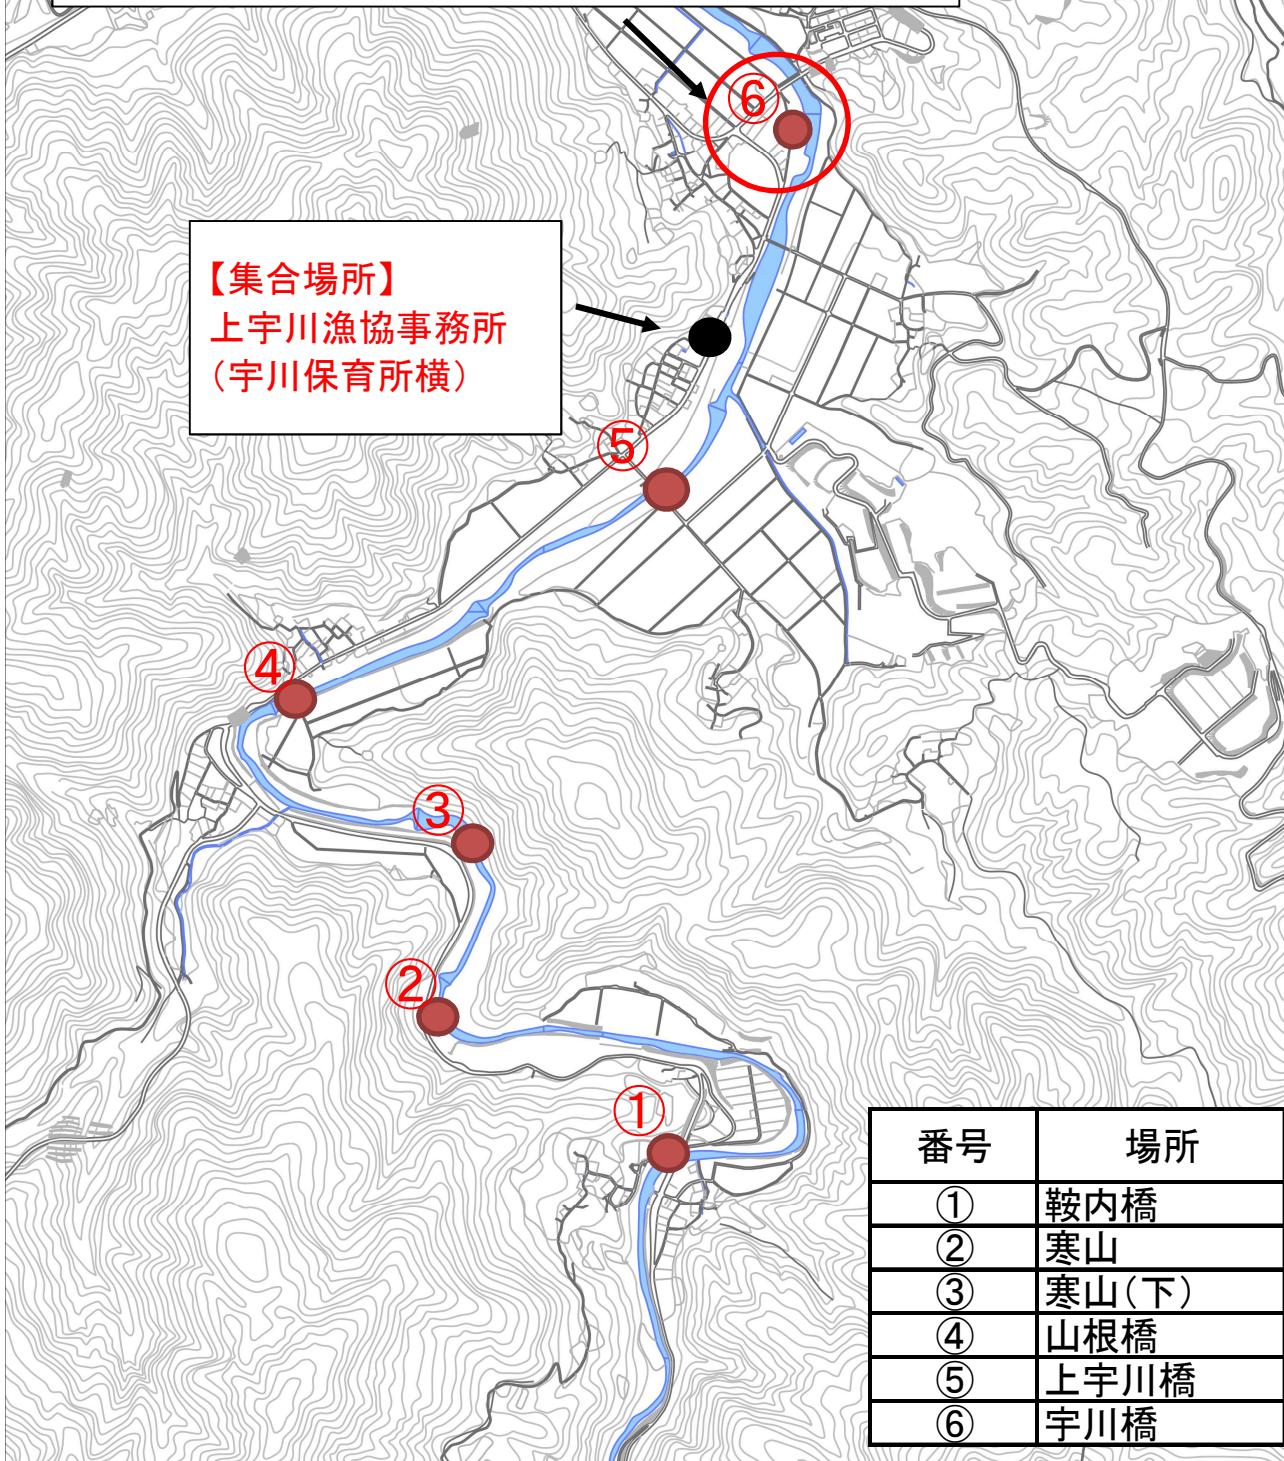 ⑥
【集合場所】
上宇川漁協事務所
（宇川保育所横）
⑤
④
③
②
①
番号 場所
① 鞍内橋
② 寒山
③ 寒山（下）
④ 山根橋
⑤ 上宇川橋
⑥ 宇川橋